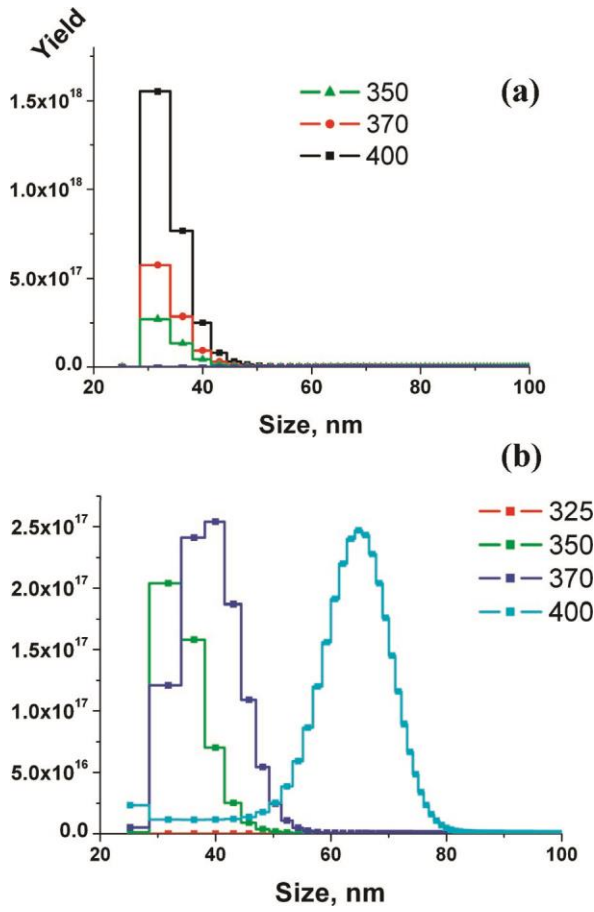 Yield
(a)
350
370
400
1.5x10¹⁸
1.0x10¹⁸
5.0x10¹⁷
0.0
20 40 60 80 100
Size, nm
(b)
325
350
370
400
2.5x10¹⁷
2.0x10¹⁷
1.5x10¹⁷
1.0x10¹⁷
5.0x10¹⁶
0.0
20 40 60 80 100
Size, nm